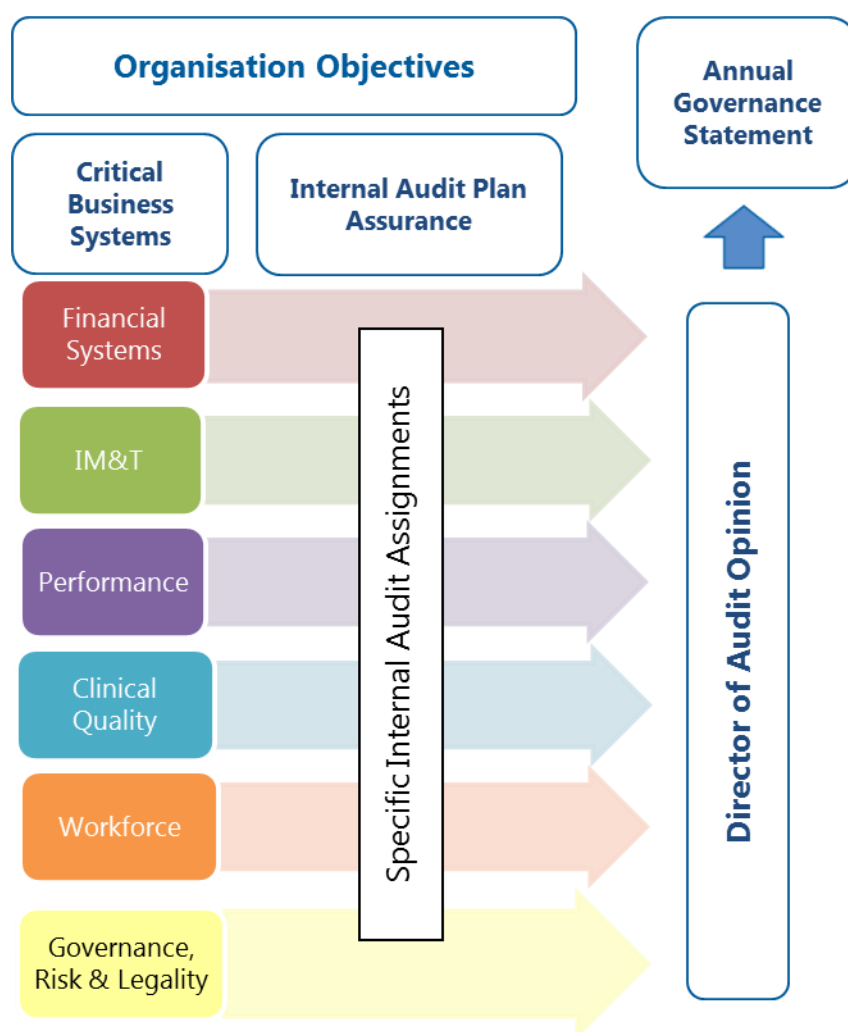 Organisation Objectives
Annual
Governance
Statement
Critical
Business
Systems
Internal Audit Plan
Assurance
Financial
Systems
IM&T
Performance
Clinical
Quality
Workforce
Governance,
Risk & Legality
Specific Internal Audit Assignments
Director of Audit Opinion